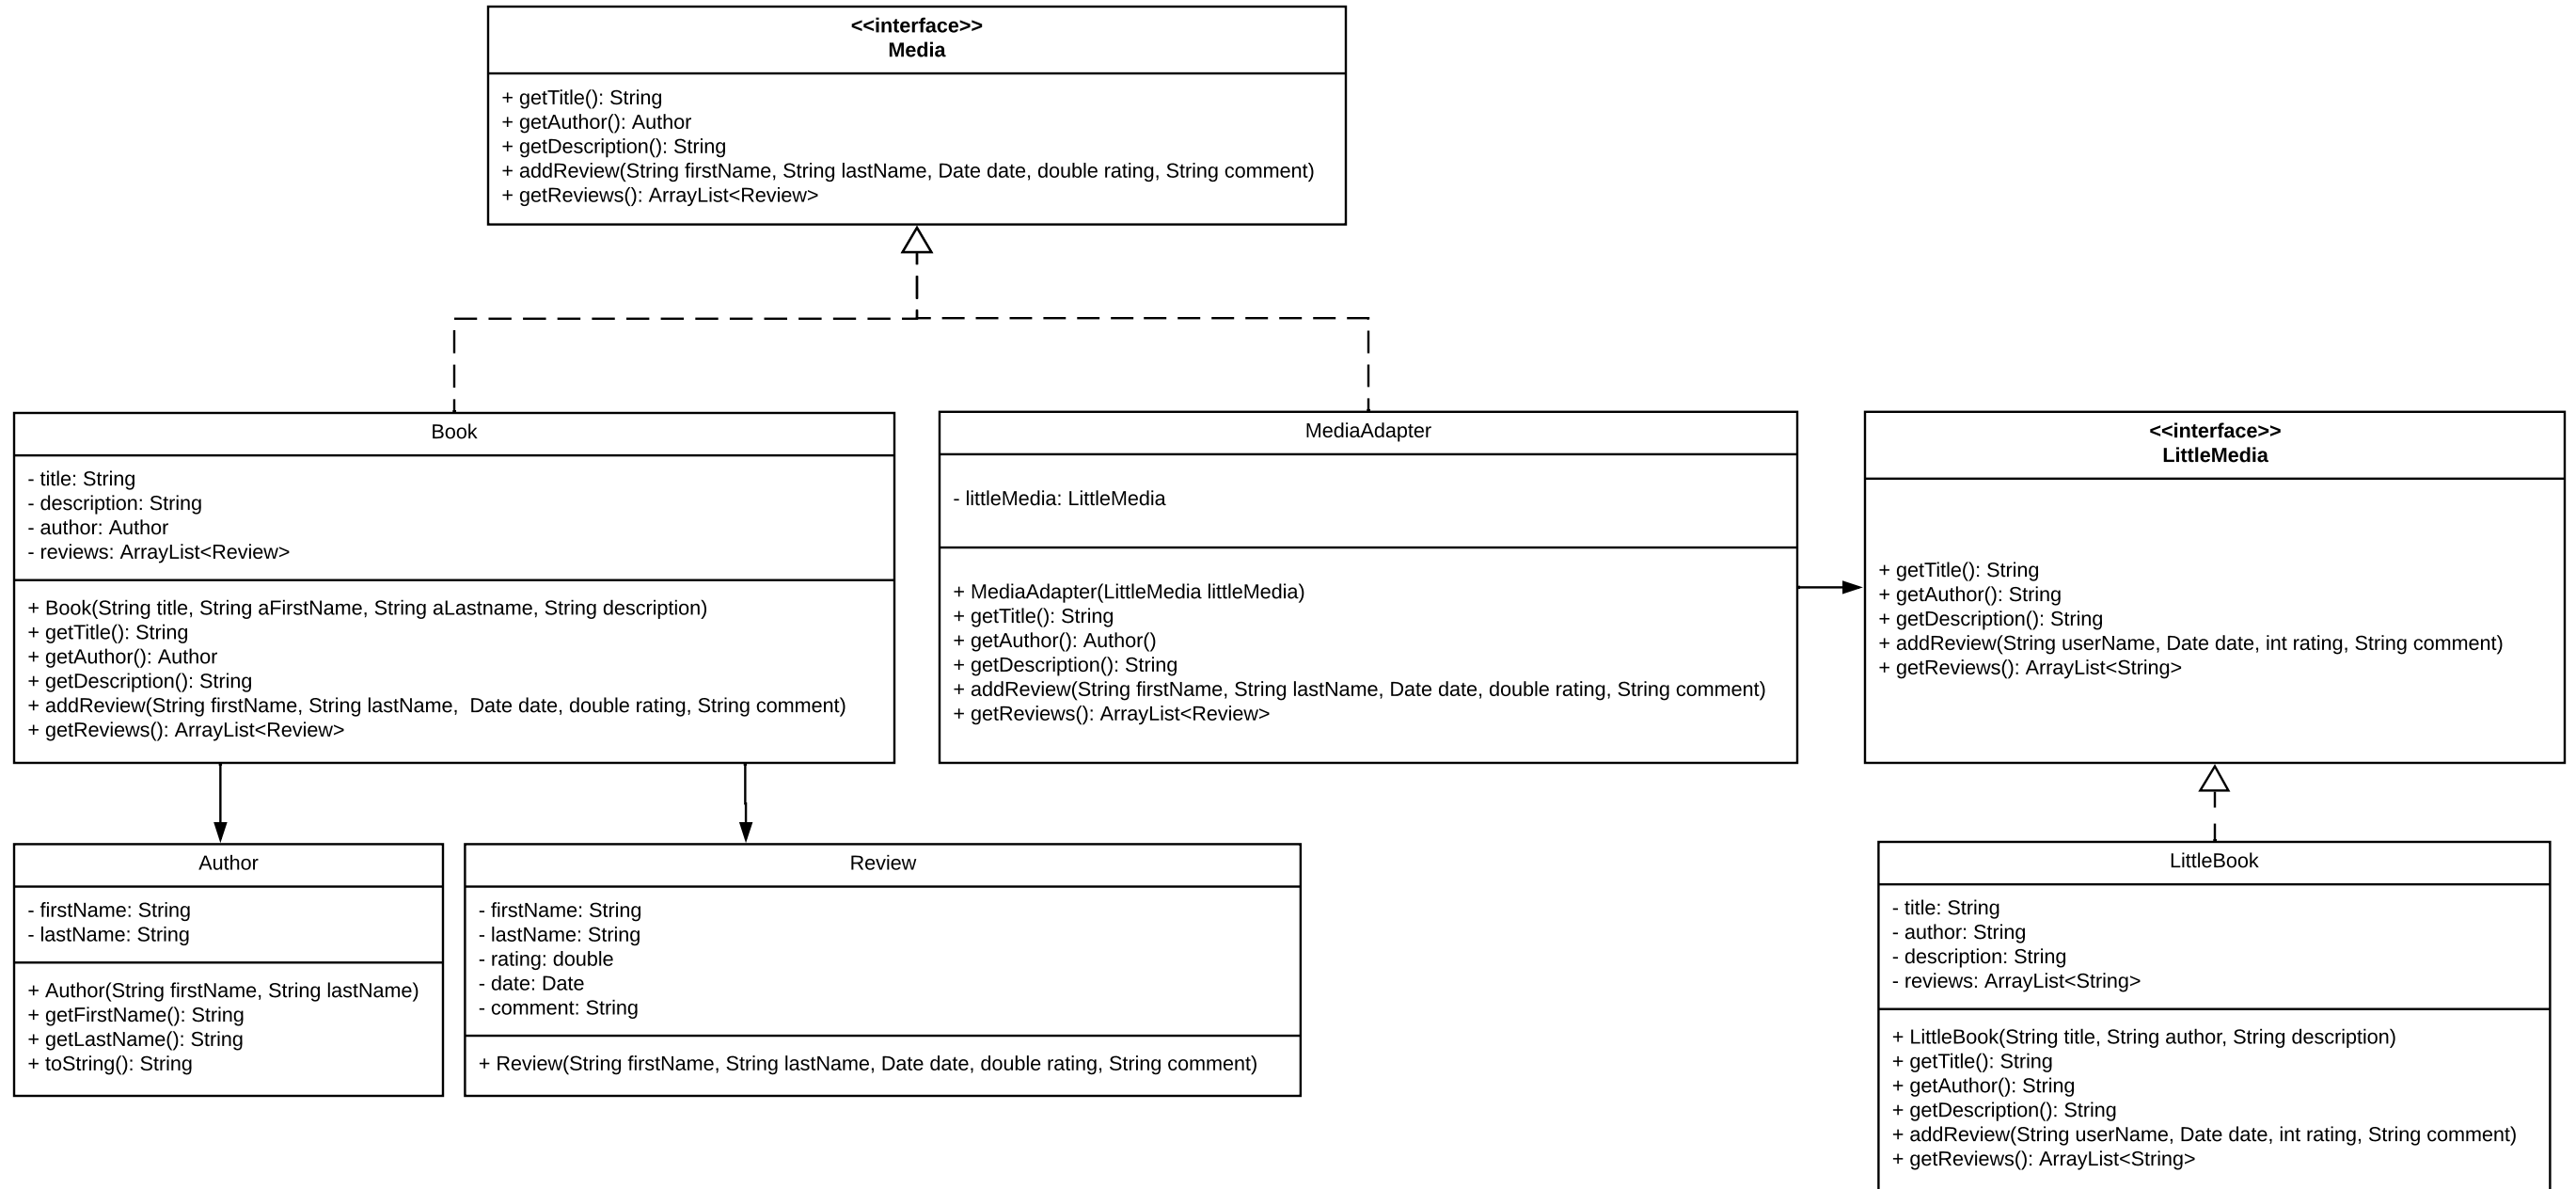 <<interface>>
Media
+ getTitle(): String
+ getAuthor(): Author
+ getDescription(): String
+ addReview(String firstName, String lastName, Date date, double rating, String comment)
+ getReviews(): ArrayList<Review>
Book
- title: String
- description: String
- author: Author
- reviews: ArrayList<Review>
+ Book(String title, String aFirstName, String aLastname, String description)
+ getTitle(): String
+ getAuthor(): Author
+ getDescription(): String
+ addReview(String firstName, String lastName,  Date date, double rating, String comment)
+ getReviews(): ArrayList<Review>
MediaAdapter
- littleMedia: LittleMedia
+ MediaAdapter(LittleMedia littleMedia)
+ getTitle(): String
+ getAuthor(): Author()
+ getDescription(): String
+ addReview(String firstName, String lastName, Date date, double rating, String comment)
+ getReviews(): ArrayList<Review>
<<interface>>
LittleMedia
+ getTitle(): String
+ getAuthor(): String
+ getDescription(): String
+ addReview(String userName, Date date, int rating, String comment)
+ getReviews(): ArrayList<String>
Author
- firstName: String
- lastName: String
+ Author(String firstName, String lastName)
+ getFirstName(): String
+ getLastName(): String
+ toString(): String
Review
- firstName: String
- lastName: String
- rating: double
- date: Date
- comment: String
+ Review(String firstName, String lastName, Date date, double rating, String comment)
LittleBook
- title: String
- author: String
- description: String
- reviews: ArrayList<String>
+ LittleBook(String title, String author, String description)
+ getTitle(): String
+ getAuthor(): String
+ getDescription(): String
+ addReview(String userName, Date date, int rating, String comment)
+ getReviews(): ArrayList<String>